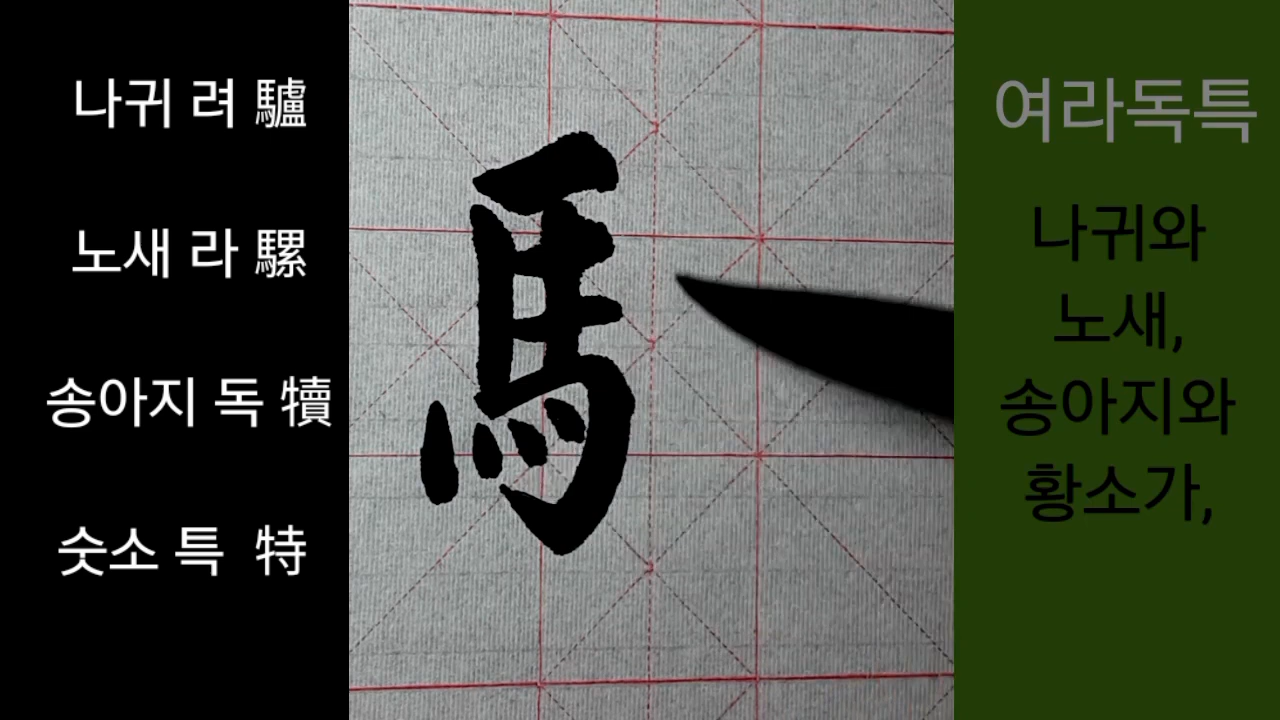 나귀 려 驢
노새 라 騾
송아지 독 犢
숫소 특 特
馬
여라독특
나귀와
노새,
송아지와
황소가,